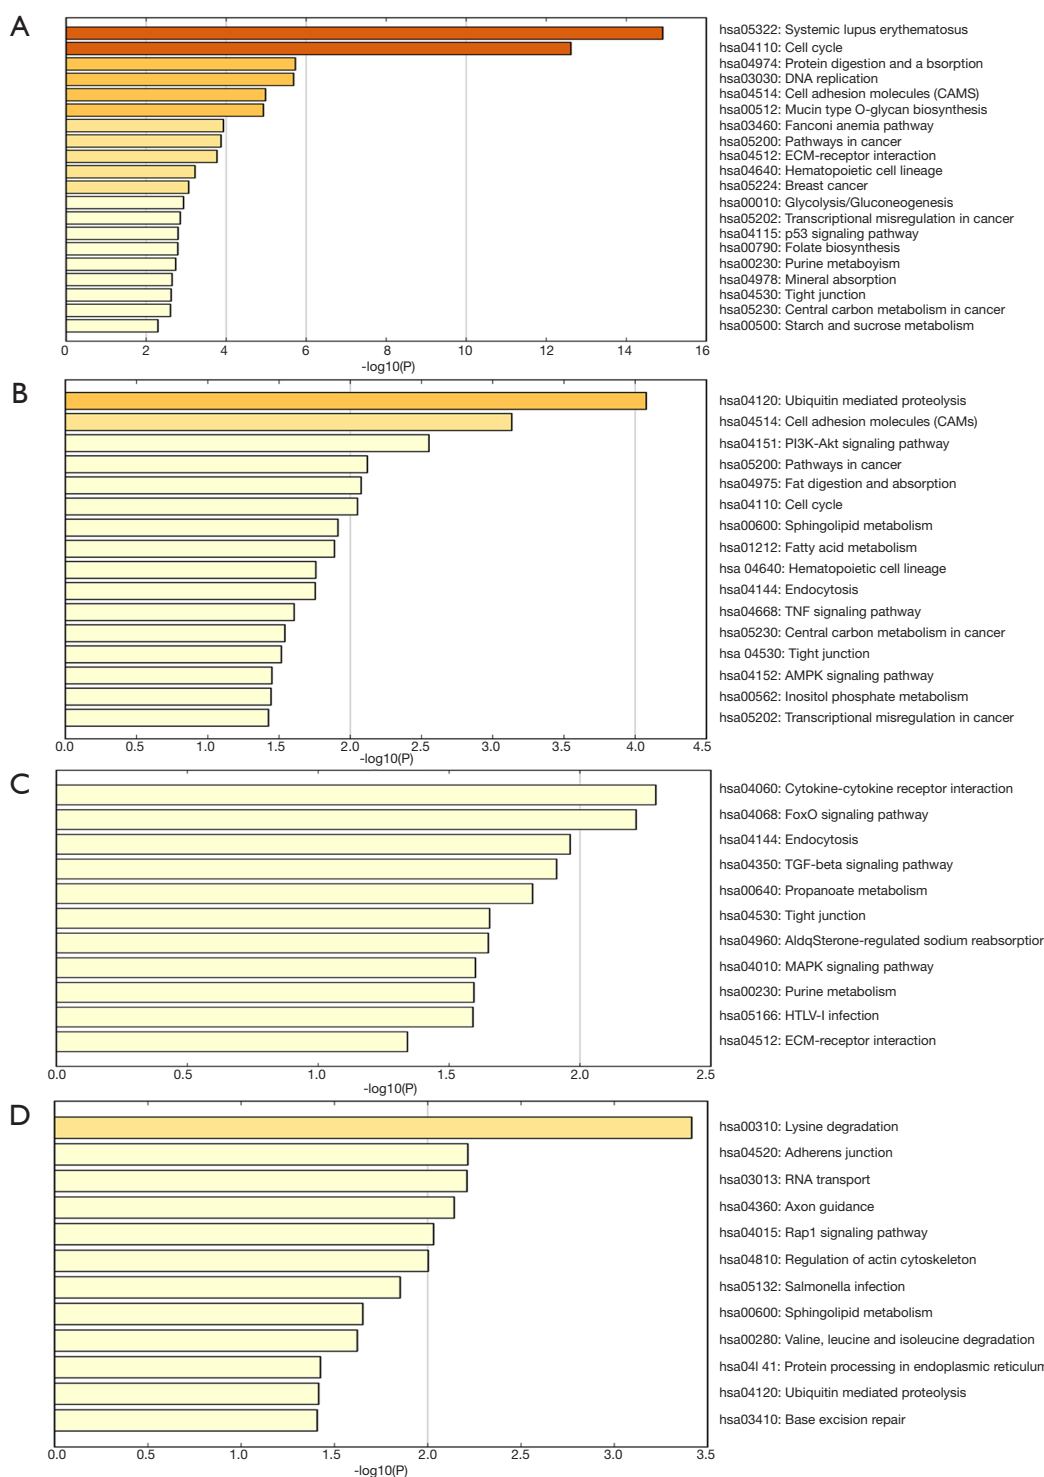 A
hsa05322: Systemic lupus erythematosus
hsa04110: Cell cycle
hsa04974: Protein digestion and a bsorption
hsa03030: DNA replication
hsa04514: Cell adhesion molecules (CAMS)
hsa00512: Mucin type O-glycan biosynthesis
hsa03460: Fanconi anemia pathway
hsa05200: Pathways in cancer
hsa04512: ECM-receptor interaction
hsa04640: Hematopoietic cell lineage
hsa05224: Breast cancer
hsa00010: Glycolysis/Gluconeogenesis
hsa05202: Transcriptional misregulation in cancer
hsa04115: p53 signaling pathway
hsa00790: Folate biosynthesis
hsa00230: Purine metaboyism
hsa04978: Mineral absorption
hsa04530: Tight junction
hsa05230: Central carbon metabolism in cancer
hsa00500: Starch and sucrose metabolism
0 2 4 6 8 10 12 14 16
-log10(P)
B
hsa04120: Ubiquitin mediated proteolysis
hsa04514: Cell adhesion molecules (CAMs)
hsa04151: PI3K-Akt signaling pathway
hsa05200: Pathways in cancer
hsa04975: Fat digestion and absorption
hsa04110: Cell cycle
hsa00600: Sphingolipid metabolism
hsa01212: Fatty acid metabolism
hsa 04640: Hematopoietic cell lineage
hsa04144: Endocytosis
hsa04668: TNF signaling pathway
hsa05230: Central carbon metabolism in cancer
hsa 04530: Tight junction
hsa04152: AMPK signaling pathway
hsa00562: Inositol phosphate metabolism
hsa05202: Transcriptional misregulation in cancer
0.0 0.5 1.0 1.5 2.0 2.5 3.0 3.5 4.0 4.5
-log10(P)
C
hsa04060: Cytokine-cytokine receptor interaction
hsa04068: FoxO signaling pathway
hsa04144: Endocytosis
hsa04350: TGF-beta signaling pathway
hsa00640: Propanoate metabolism
hsa04530: Tight junction
hsa04960: AldqSterone-regulated sodium reabsorption
hsa04010: MAPK signaling pathway
hsa00230: Purine metabolism
hsa05166: HTLV-I infection
hsa04512: ECM-receptor interaction
0.0 0.5 1.0 1.5 2.0 2.5
-log10(P)
D
hsa00310: Lysine degradation
hsa04520: Adherens junction
hsa03013: RNA transport
hsa04360: Axon guidance
hsa04015: Rap1 signaling pathway
hsa04810: Regulation of actin cytoskeleton
hsa05132: Salmonella infection
hsa00600: Sphingolipid metabolism
hsa00280: Valine, leucine and isoleucine degradation
hsa04l 41: Protein processing in endoplasmic reticulum
hsa04120: Ubiquitin mediated proteolysis
hsa03410: Base excision repair
0.0 0.5 1.0 1.5 2.0 2.5 3.0 3.5
-log10(P)